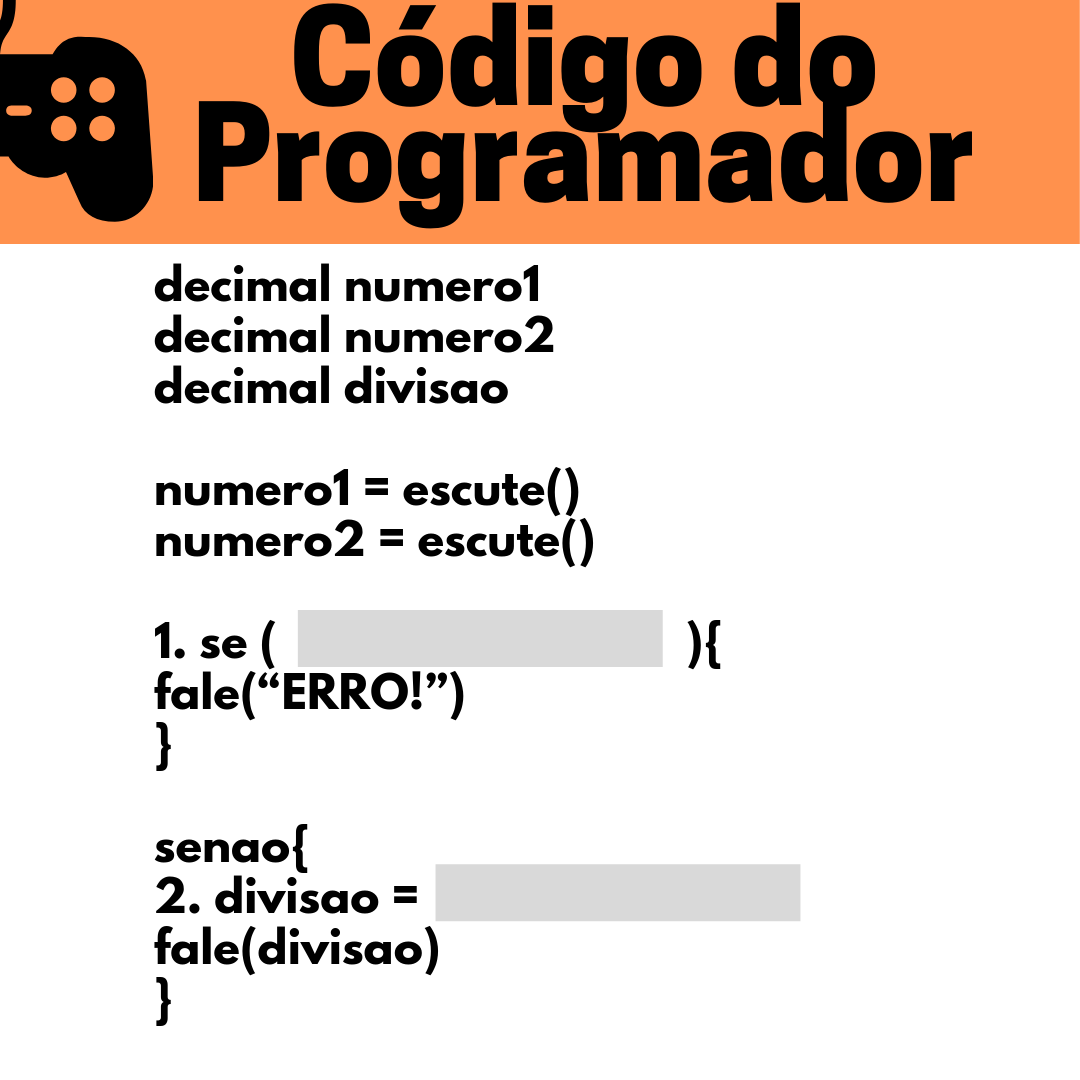 Código do
Programador
decimal numero1
decimal numero2
decimal divisao
numero1 = escute()
numero2 = escute()
1. se ( ){
fale(“ERRO!”)
}
senao{
2. divisao =
fale(divisao)
}